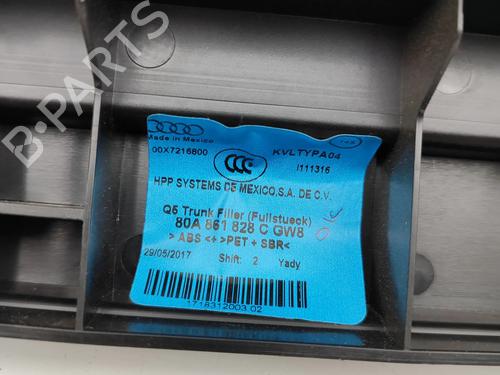 Made in Mexico
00X7216800
KVLTYPA04
/111316
HPP SYSTEMS DE MEXICO,S.A. DE C.V.
Q5 Trunk Filler (Fullstueck)
80A 861 828 C GW8
> ABS <+ >PET + SBR<
29/05/2017 Shift: 2 Yady
1718312003 02
B-PARTS